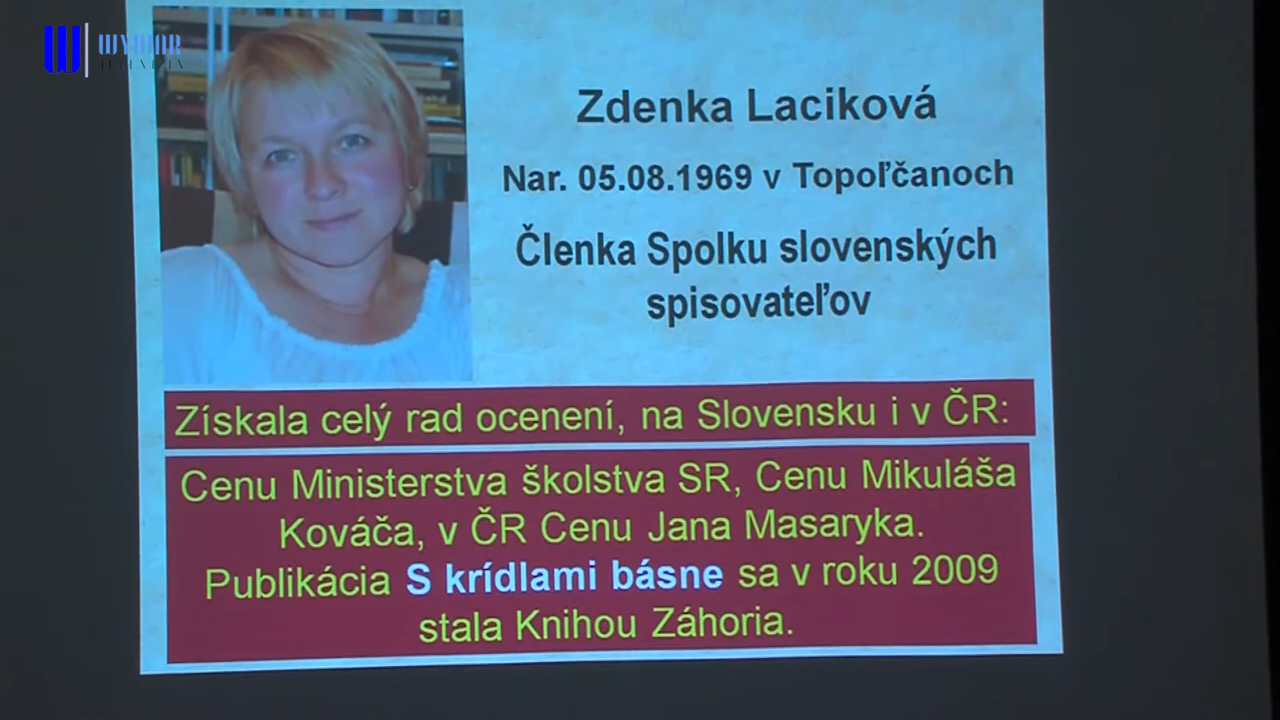 WYMAR
TELEVÍZIA
Zdenka Laciková
Nar. 05.08.1969 v Topoľčanoch
Členka Spolku slovenských
spisovateľov
Získala celý rad ocenení, na Slovensku i v ČR:
Cenu Ministerstva školstva SR, Cenu Mikuláša
Kováča, v ČR Cenu Jana Masaryka.
Publikácia S krídlami básne sa v roku 2009
stala Knihou Záhoria.